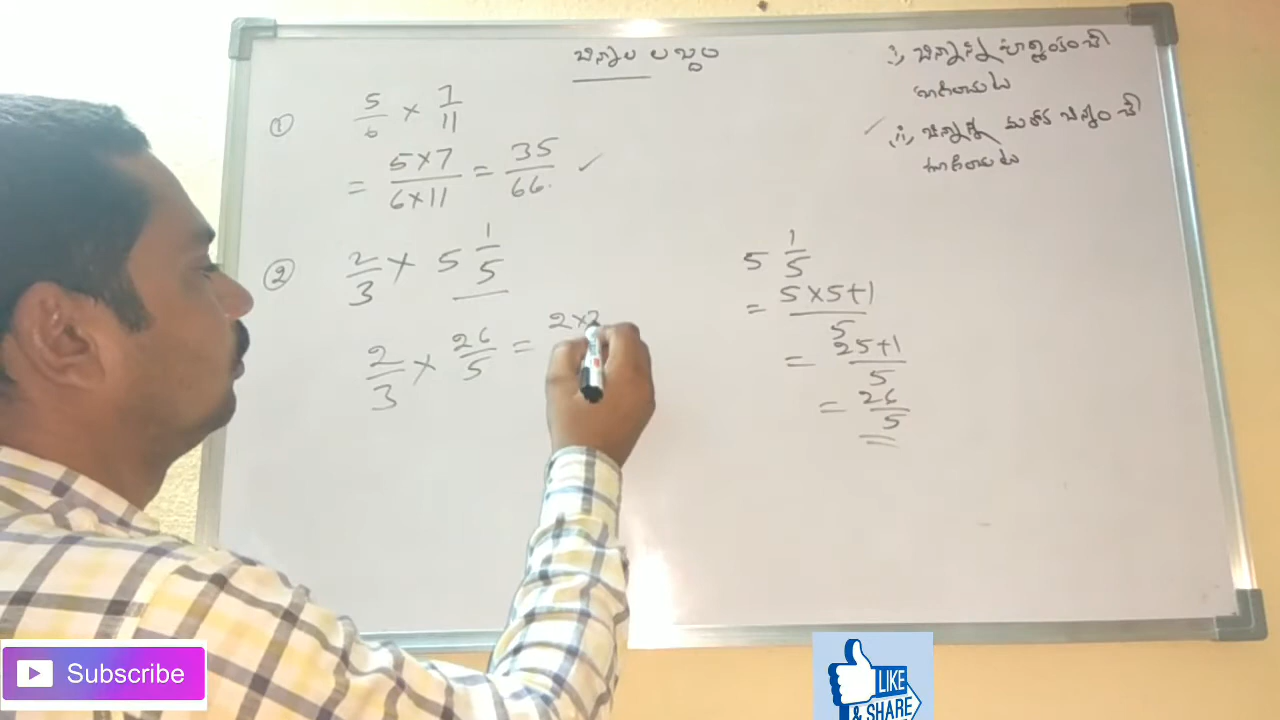 భిన్నాల లబ్దం
i) భిన్నాన్ని పూర్ణాంకంచే
గుణించుట
ii) భిన్నాన్ని మరొక భిన్నంచే
గుణించుట
① 5/6 × 7/11
= 5×7/6×11 = 35/66 ✓
② 2/3 × 5 1/5
2/3 × 26/5 = 2×2
5 1/5
= 5×5+1/5
= 25+1/5
= 26/5
Subscribe
LIKE
& SHARE